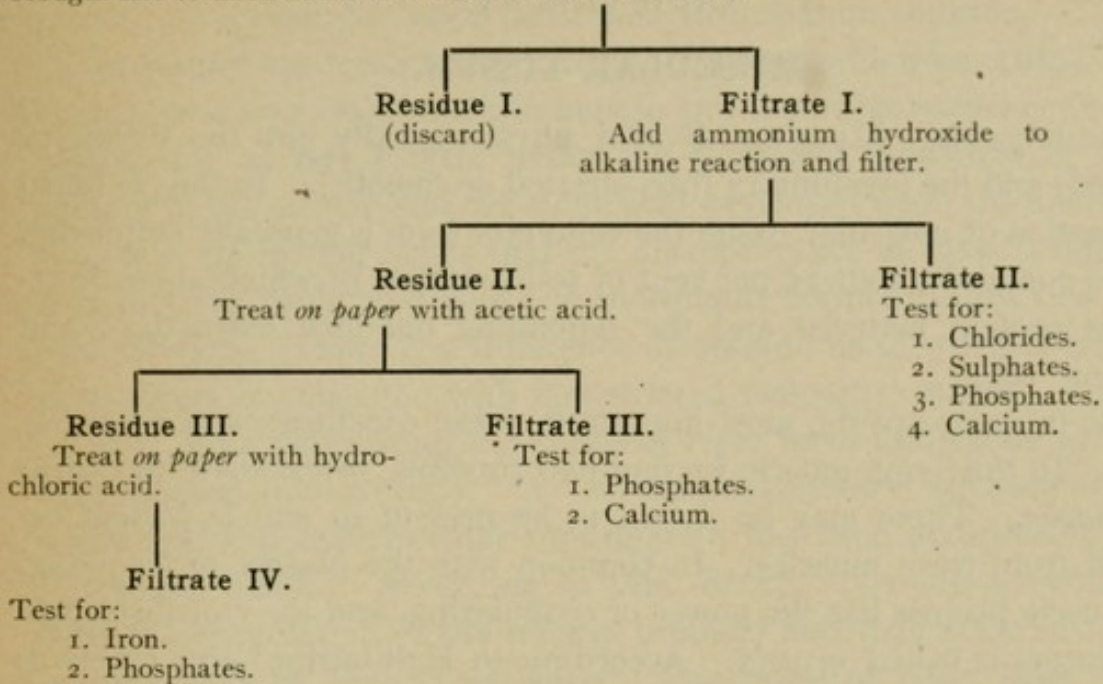 Residue I.
(discard)
Filtrate I.
Add ammonium hydroxide to
alkaline reaction and filter.
Residue II.
Treat on paper with acetic acid.
Filtrate II.
Test for:
1. Chlorides.
2. Sulphates.
3. Phosphates.
4. Calcium.
Residue III.
Treat on paper with hydro-
chloric acid.
Filtrate III.
Test for:
1. Phosphates.
2. Calcium.
Filtrate IV.
Test for:
1. Iron.
2. Phosphates.